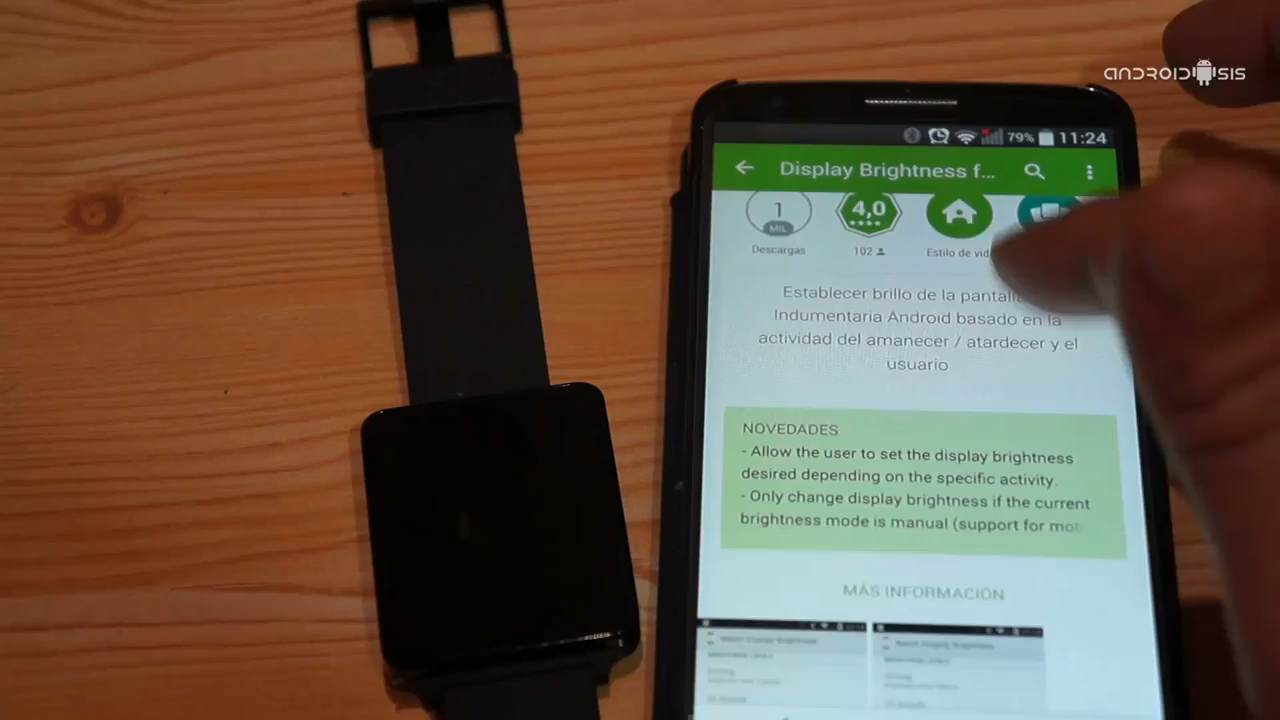 ANDROIDSIS
79% 11:24
Display Brightness f...
1
MIL
4,0
Descargas
102
Estilo de vid
Establecer brillo de la pantalla
Indumentaria Android basado en la
actividad del amanecer / atardecer y el
usuario
NOVEDADES
- Allow the user to set the display brightness
desired depending on the specific activity.
- Only change display brightness if the current
brightness mode is manual (support for mot
MÁS INFORMACIÓN